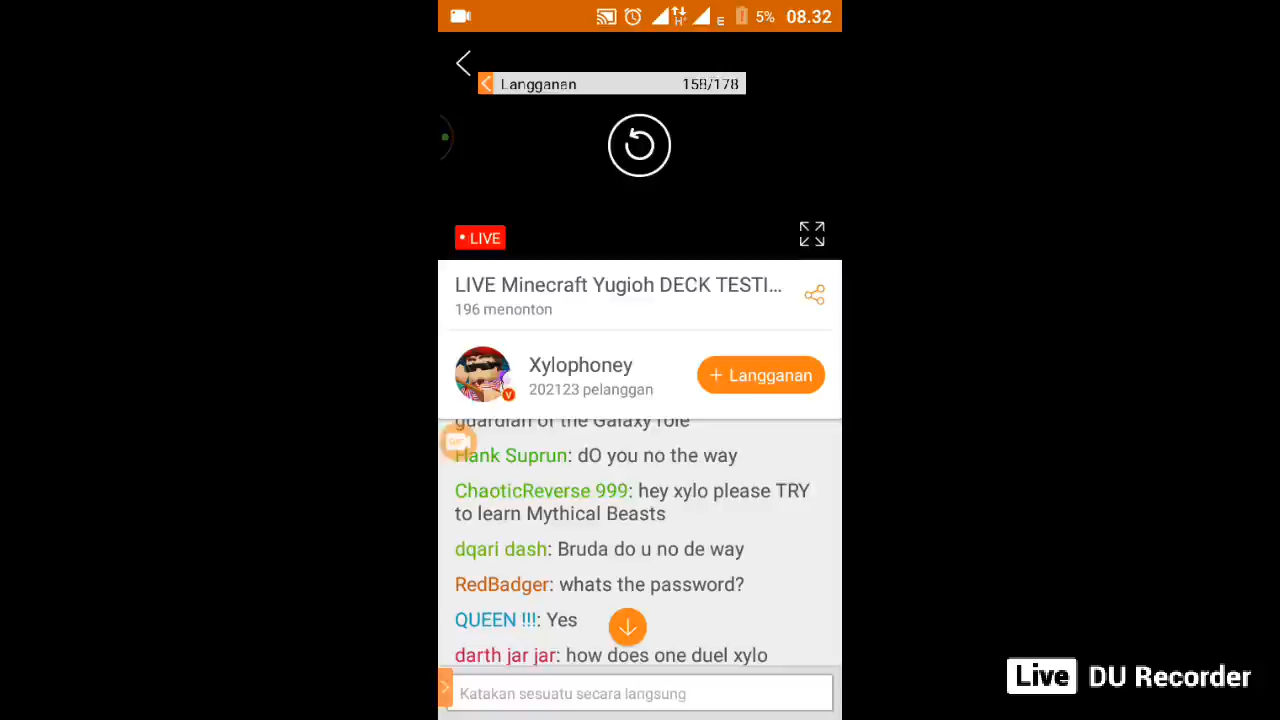 5% 08.32
Langganan 158/178
LIVE
LIVE Minecraft Yugioh DECK TESTI...
196 menonton
Xylophoney
202123 pelanggan
+ Langganan
guardian of the Galaxy role
Hank Suprun: dO you no the way
ChaoticReverse 999: hey xylo please TRY
to learn Mythical Beasts
dqari dash: Bruda do u no de way
RedBadger: whats the password?
QUEEN !!!: Yes
darth jar jar: how does one duel xylo
Katakan sesuatu secara langsung
Live DU Recorder